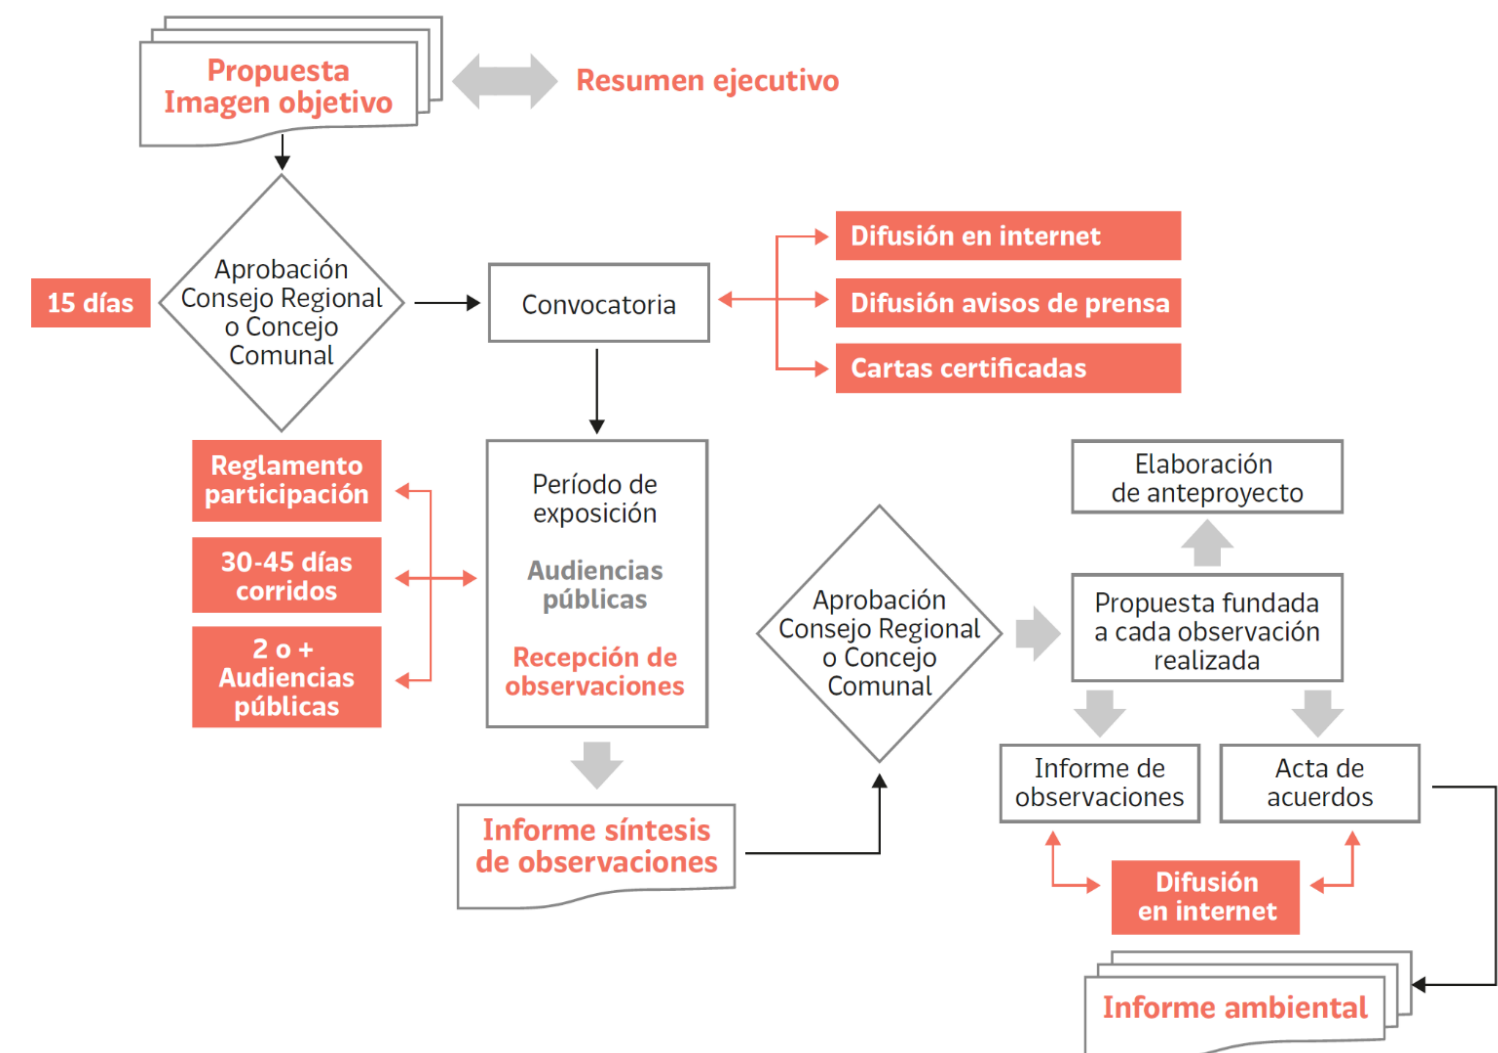 Propuesta
Imagen objetivo
Resumen ejecutivo
15 días
Aprobación
Consejo Regional
o Concejo
Comunal
Convocatoria
Difusión en internet
Difusión avisos de prensa
Cartas certificadas
Reglamento
participación
30-45 días
corridos
2 o +
Audiencias
públicas
Período de
exposición
Audiencias
públicas
Recepción de
observaciones
Informe síntesis
de observaciones
Aprobación
Consejo Regional
o Concejo
Comunal
Elaboración
de anteproyecto
Propuesta fundada
a cada observación
realizada
Informe de
observaciones
Acta de
acuerdos
Difusión
en internet
Informe ambiental